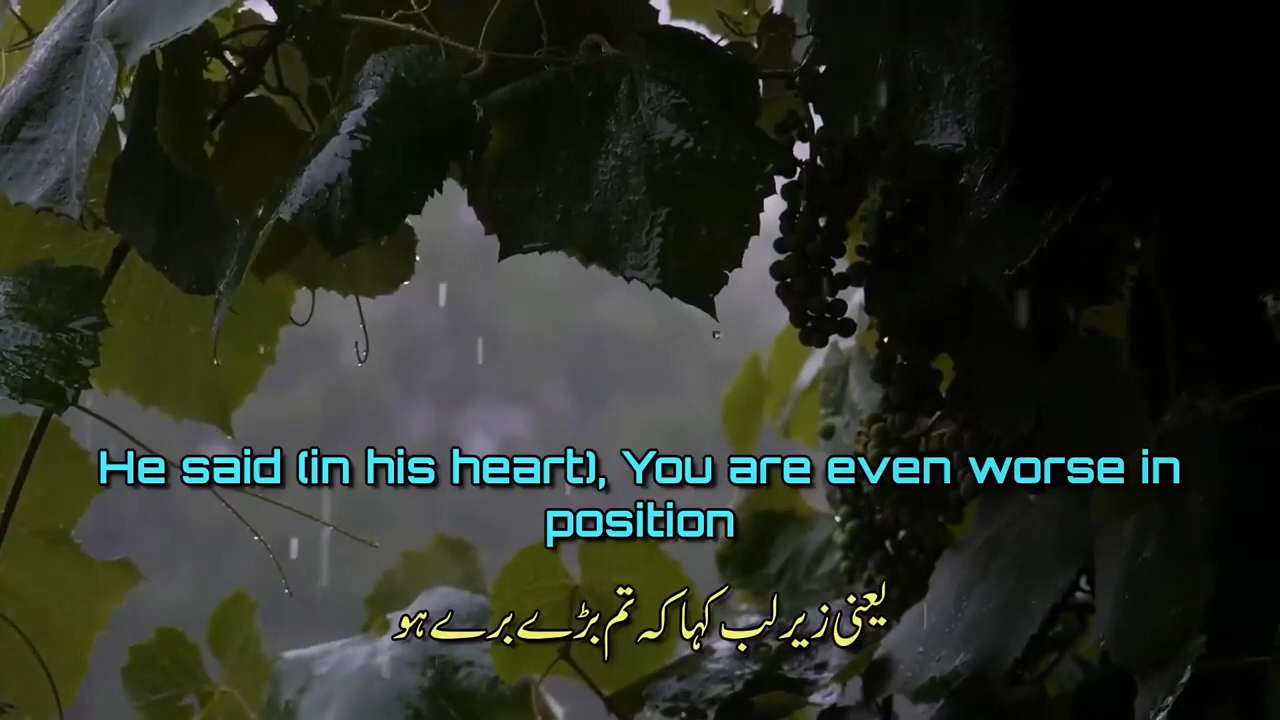 He said (in his heart), You are even worse in
position
یعنی زیر لب کہا کہ تم بڑے برے ہو